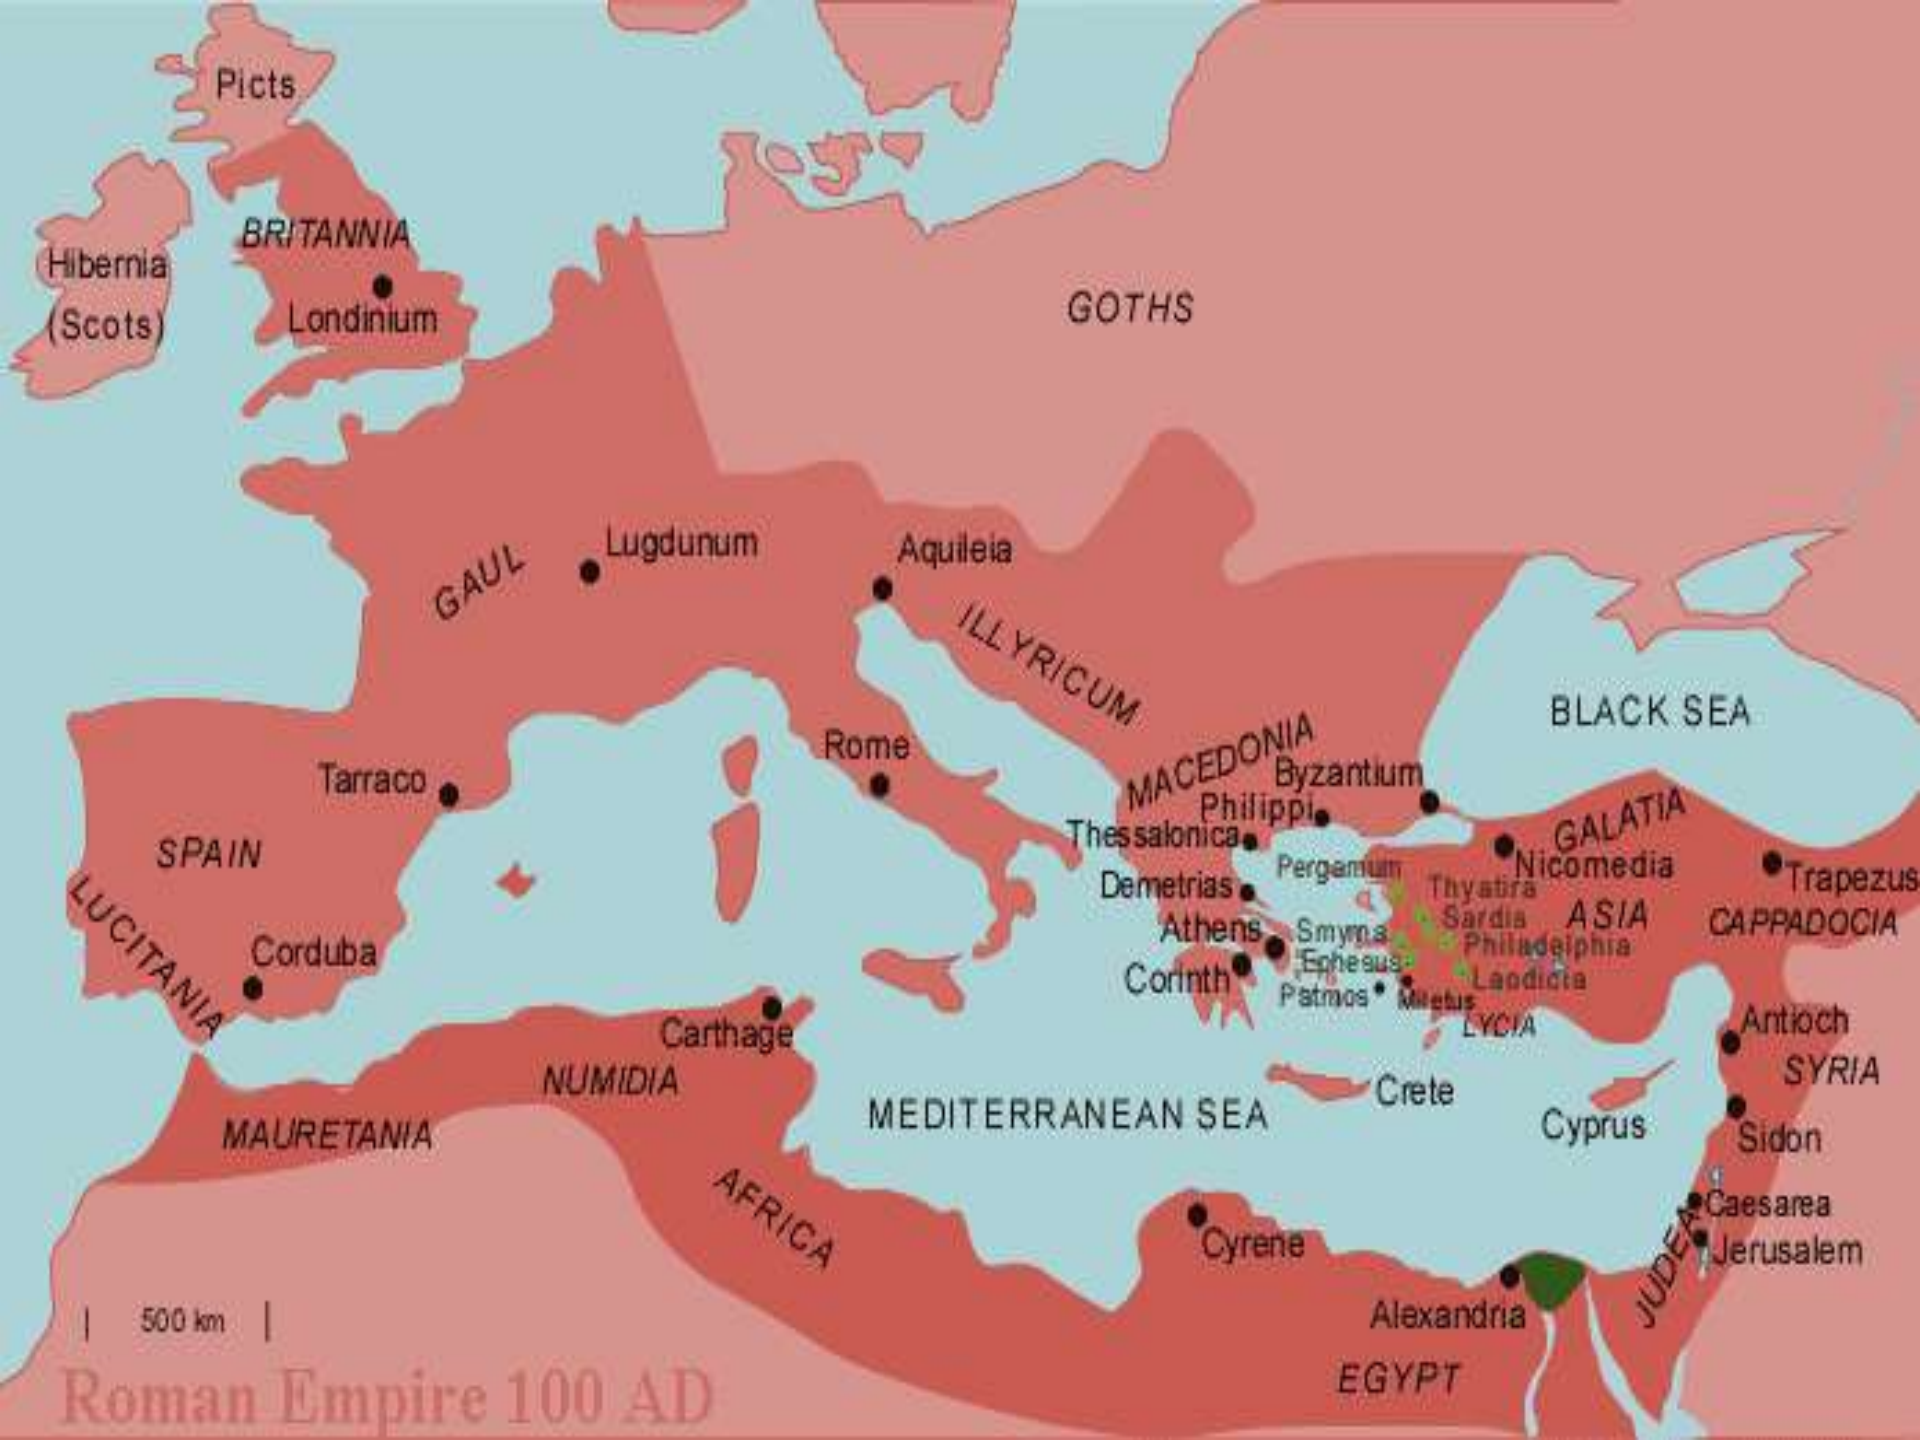 Picts
BRITANNIA
Hibernia
(Scots)
Londinium
GOTHS
Lugdunum
Aquileia
GAUL
ILLYRICUM
BLACK SEA
MACEDONIA
Rome
Byzantium
Tarraco
Philippi
GALATIA
Thessalonica
SPAIN
Pergamum
Nicomedia
Trapezus
Demetrias
Thyatira
LUCITANIA
Sardis
ASIA
CAPPADOCIA
Athens
Smyrna
Philadelphia
Corduba
Ephesus
Corinth
Laodicia
Patmos
Miletus
LYCIA
Antioch
Carthage
SYRIA
NUMIDIA
Crete
MEDITERRANEAN SEA
Cyprus
MAURETANIA
Sidon
AFRICA
Caesarea
Cyrene
JUDEA
Jerusalem
500 km
Alexandria
EGYPT
Roman Empire 100 AD